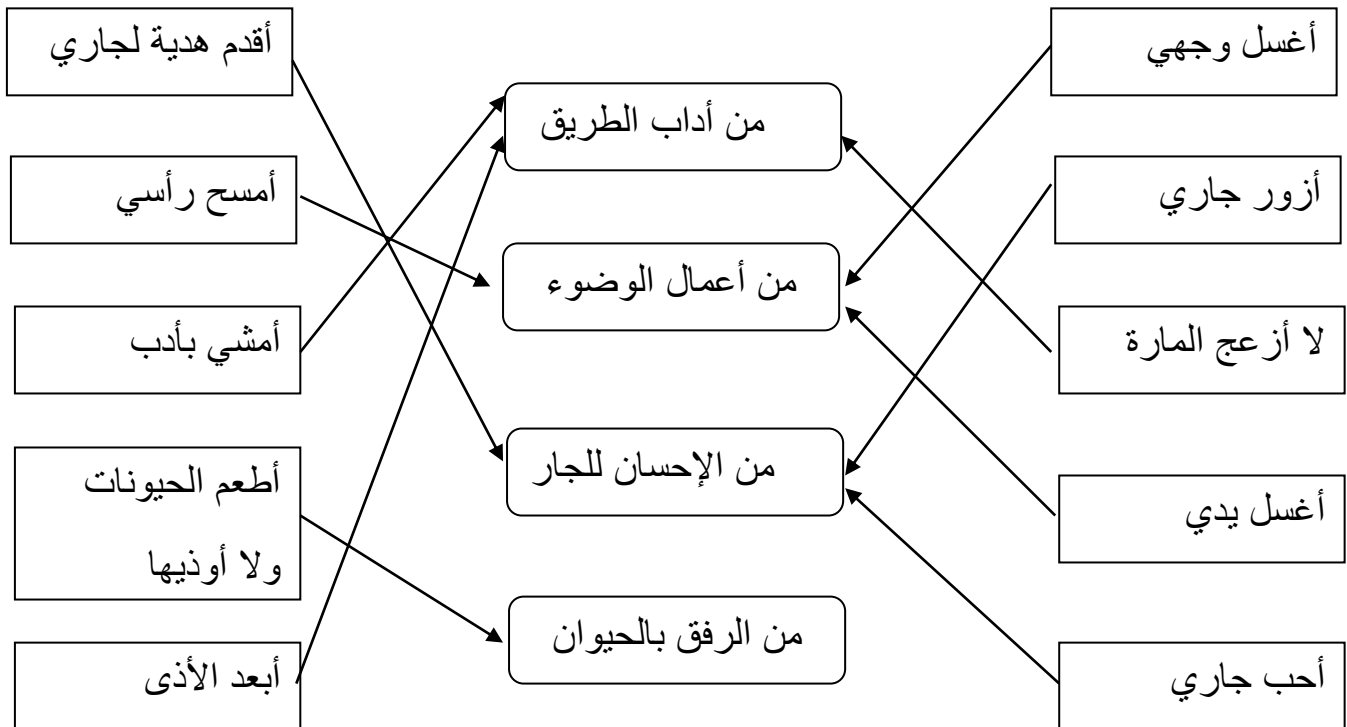 أغسل وجهي
أزور جاري
لا أزعج المارة
أغسل يدي
أحب جاري
من أداب الطريق
من أعمال الوضوء
من الإحسان للجار
من الرفق بالحيوان
أقدم هدية لجاري
أمسح رأسي
أمشي بأدب
أطعم الحيونات
ولا أوذيها
أبعد الأذى